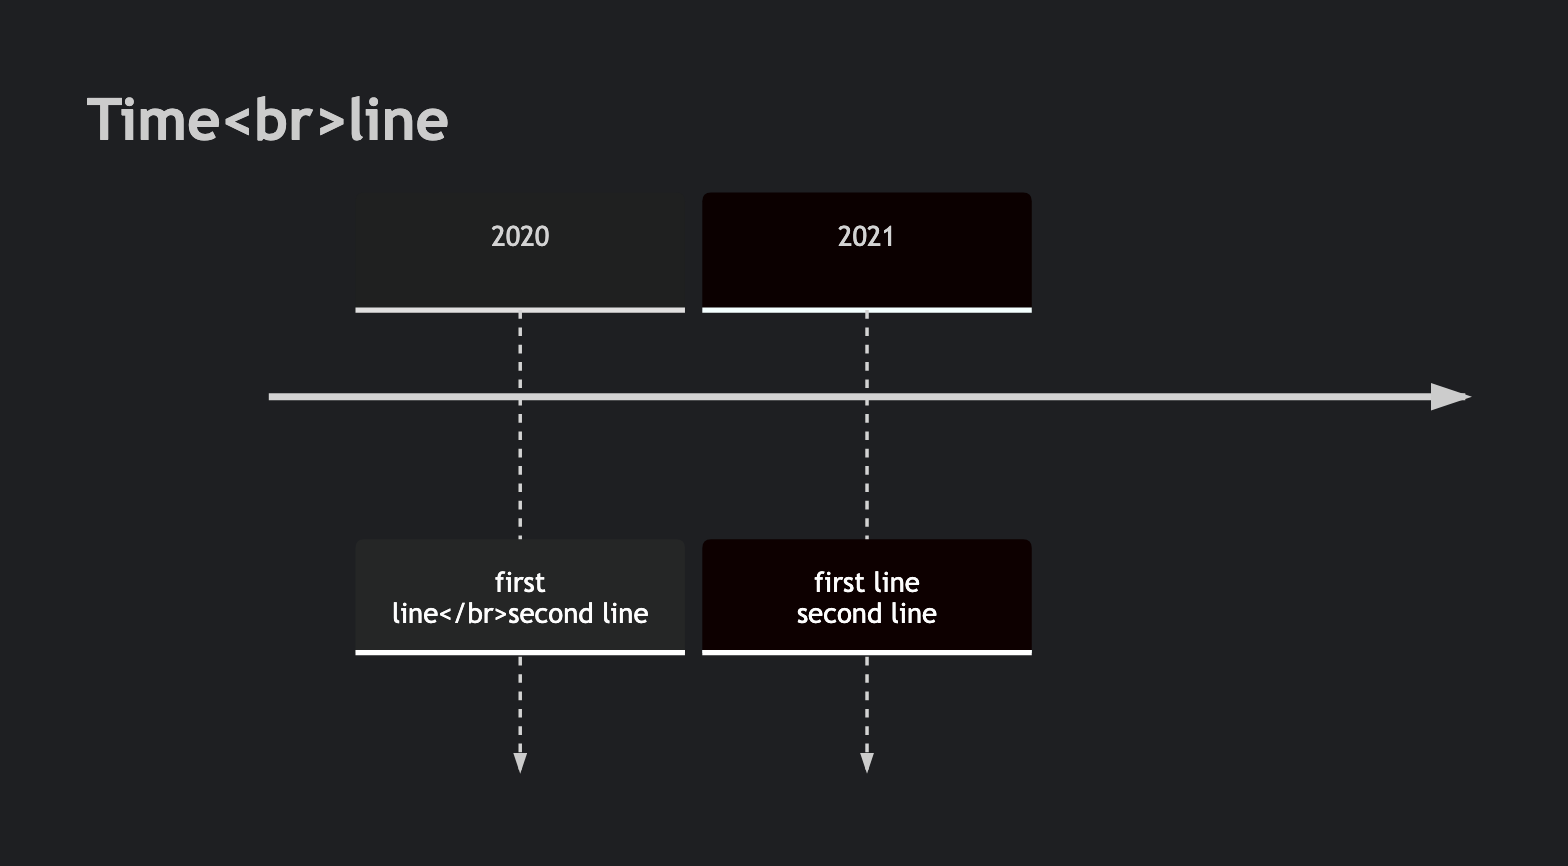 Time<br>line
2020
2021
first
line</br>second line
first line
second line